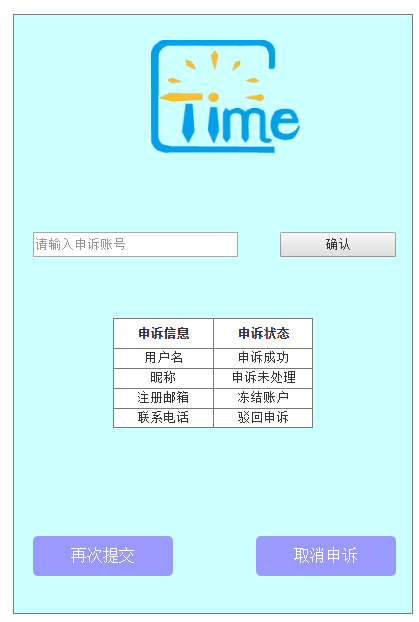 Time
请输入申诉账号 确认
申诉信息 申诉状态
用户名 申诉成功
昵称 申诉未处理
注册邮箱 冻结账户
联系电话 驳回申诉
再次提交 取消申诉